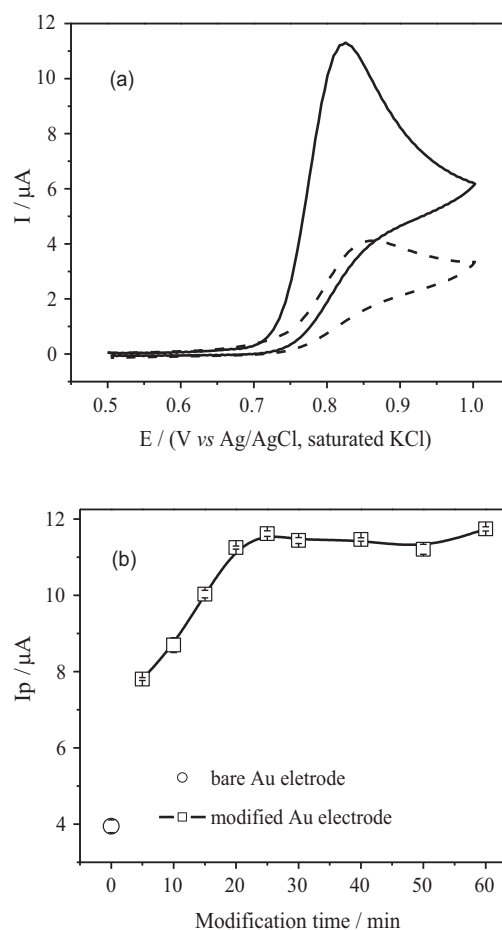 12
10
8
6
4
2
0
(a)
I / µA
0.5 0.6 0.7 0.8 0.9 1.0
E / (V vs Ag/AgCl, saturated KCl)
12
10
8
6
4
(b)
Ip / µA
bare Au eletrode
modified Au electrode
0 10 20 30 40 50 60
Modification time / min